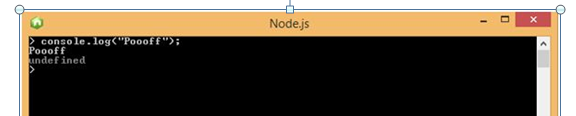 Node.js
> console.log("Poooff");
Poooff
undefined
>